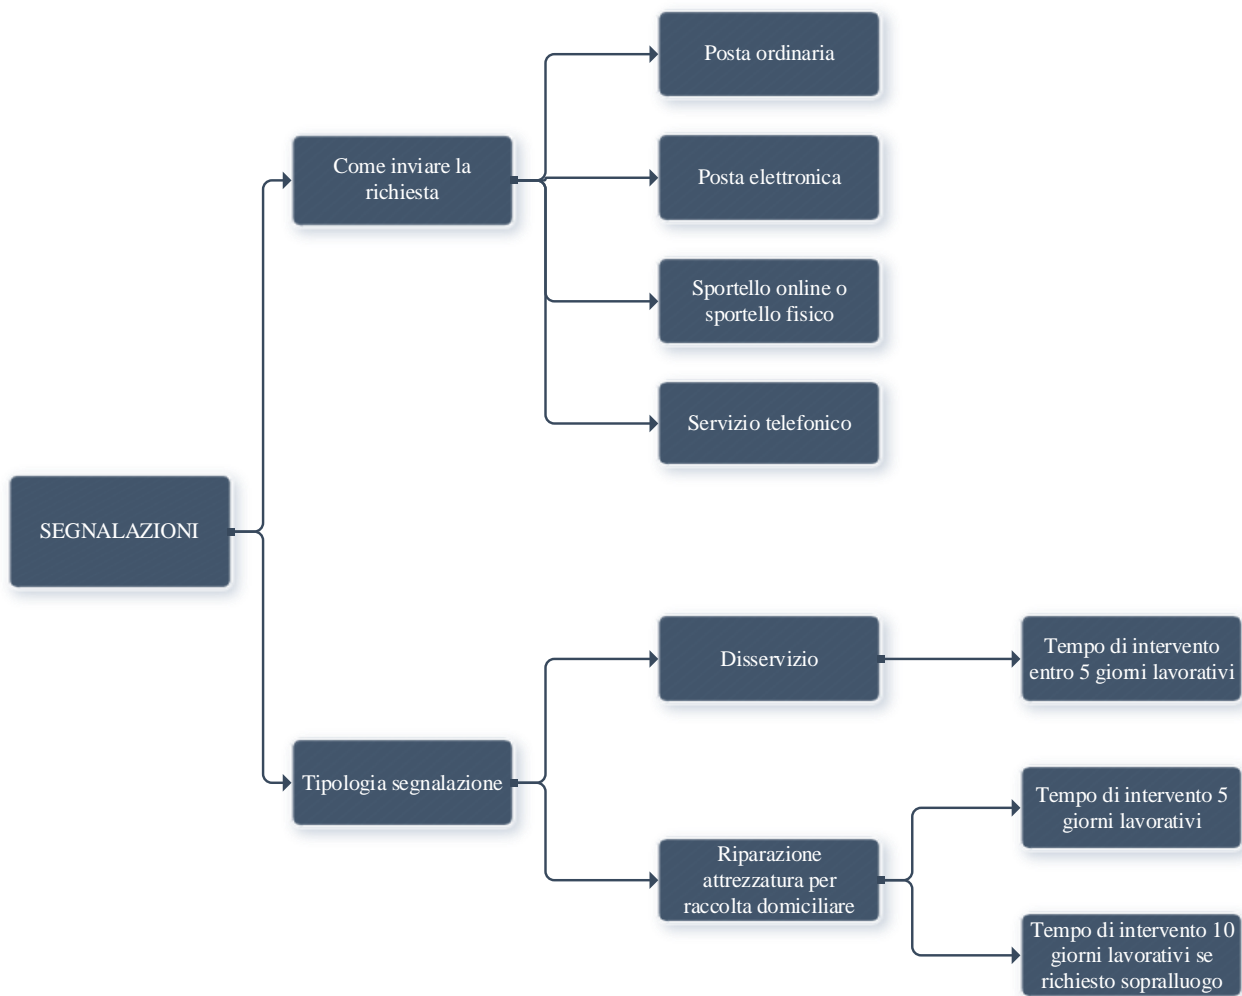 SEGNALAZIONI
Come inviare la
richiesta
Posta ordinaria
Posta elettronica
Sportello online o
sportello fisico
Servizio telefonico
Tipologia segnalazione
Disservizio
Tempo di intervento
entro 5 giorni lavorativi
Riparazione
attrezzatura per
raccolta domiciliare
Tempo di intervento 5
giorni lavorativi
Tempo di intervento 10
giorni lavorativi se
richiesto sopralluogo